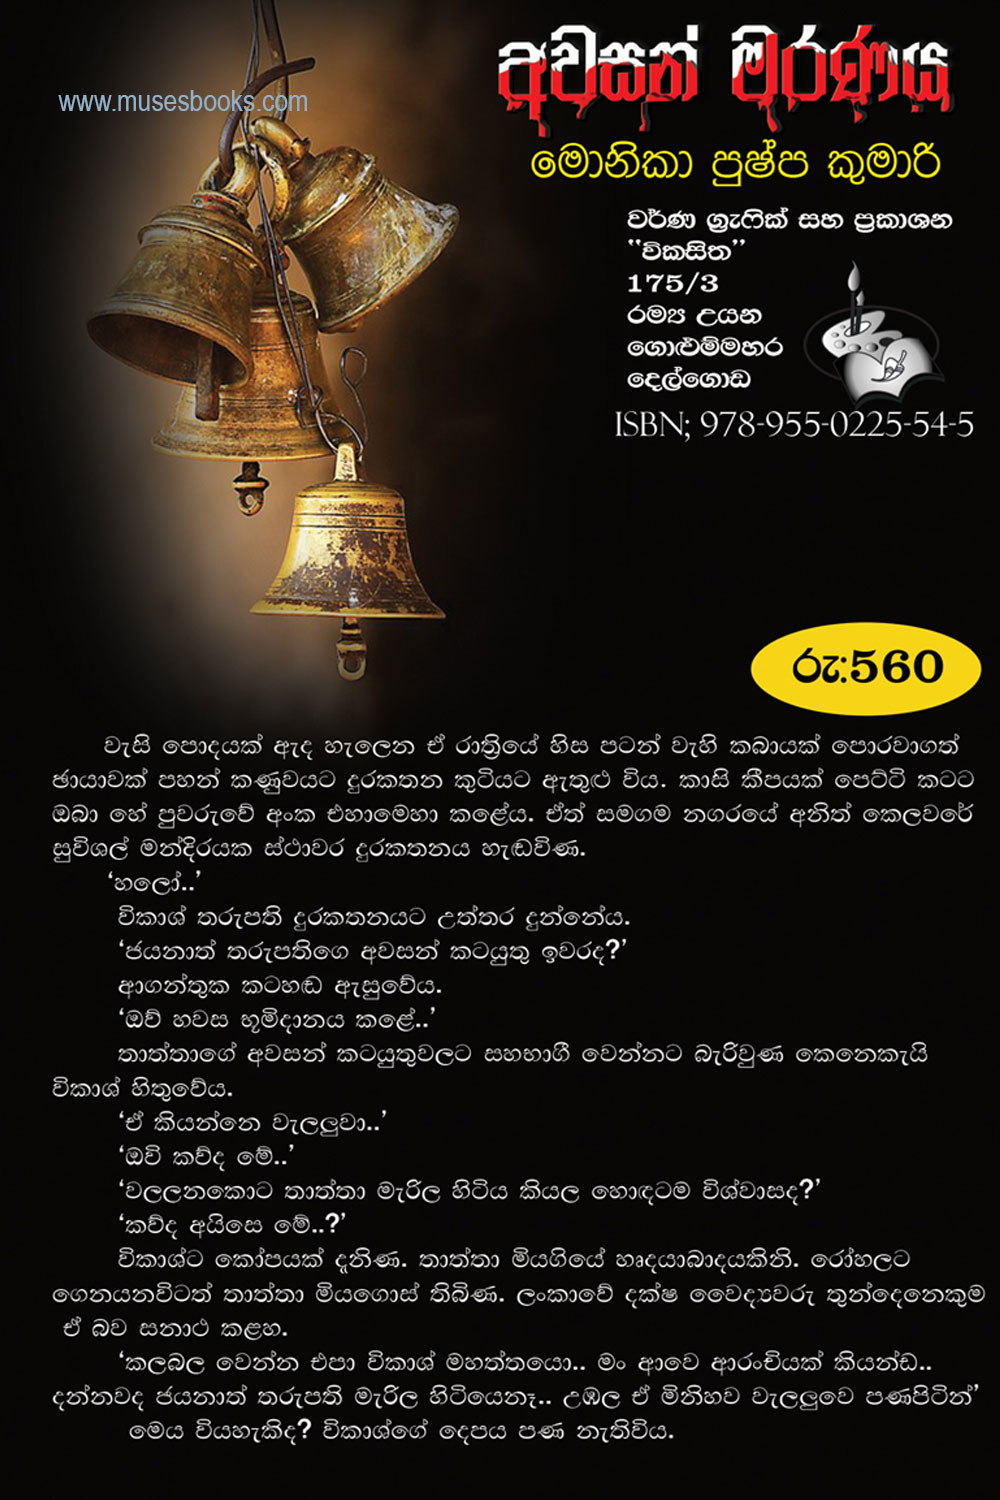 www.musesbooks.com
අවසන් මරණය
මොනිකා පුෂ්ප කුමාරි
වර්ණ ග්‍රැෆික් සහ ප්‍රකාශන
"විකසිත"
175/3
රම්‍ය උයන
ගොළුම්මහර
දෙල්ගොඩ
ISBN; 978-955-0225-54-5
රු:560
වැසි පොදයක් ඇද හැලෙන ඒ රාත්‍රියේ හිස පටන් වැහි කබායක් පොරවාගත්
ඡායාවක් පහන් කණුවයට දුරකතන කුටියට ඇතුළු විය. කාසි කීපයක් පෙට්ටි කටට
ඔබා හේ පුවරුවේ අංක එහාමෙහා කළේය. ඒත් සමගම නගරයේ අනිත් කෙලවරේ
සුවිශල් මන්දිරයක ස්ථාවර දුරකතනය හැඬවිණ.
‘හලෝ..’
විකාශ් තරුපති දුරකතනයට උත්තර දුන්නේය.
‘ජයනාත් තරුපතිගෙ අවසන් කටයුතු ඉවරද?’
ආගන්තුක කටහඬ ඇසුවේය.
‘ඔව් හවස භූමිදානය කළේ..’
තාත්තාගේ අවසන් කටයුතුවලට සහභාගී වෙන්නට බැරිවුණ කෙනෙකැයි
විකාශ් හිතුවේය.
‘ඒ කියන්නෙ වැලලුවා..’
‘ඔව් කව්ද මේ..’
‘වලලනකොට තාත්තා මැරිල හිටිය කියල හොඳටම විශ්වාසද?’
‘කව්ද අයිසෙ මේ..?’
විකාශ්ට කෝපයක් දැනිණ. තාත්තා මියගියේ හෘදයාබාදයකිනි. රෝහලට
ගෙනයනවිටත් තාත්තා මියගොස් තිබිණ. ලංකාවේ දක්ෂ වෛද්‍යවරු තුන්දෙනෙකුම
ඒ බව සනාථ කළහ.
‘කලබල වෙන්න එපා විකාශ් මහත්තයො.. මං ආවෙ ආරංචියක් කියන්ඩ..
දන්නවද ජයනාත් තරුපති මැරිල හිටියෙනෑ.. උඹල ඒ මිනිහව වැලලුවෙ පණපිටින්’
මෙය වියහැකිද? විකාශ්ගේ දෙපය පණ නැතිවිය.